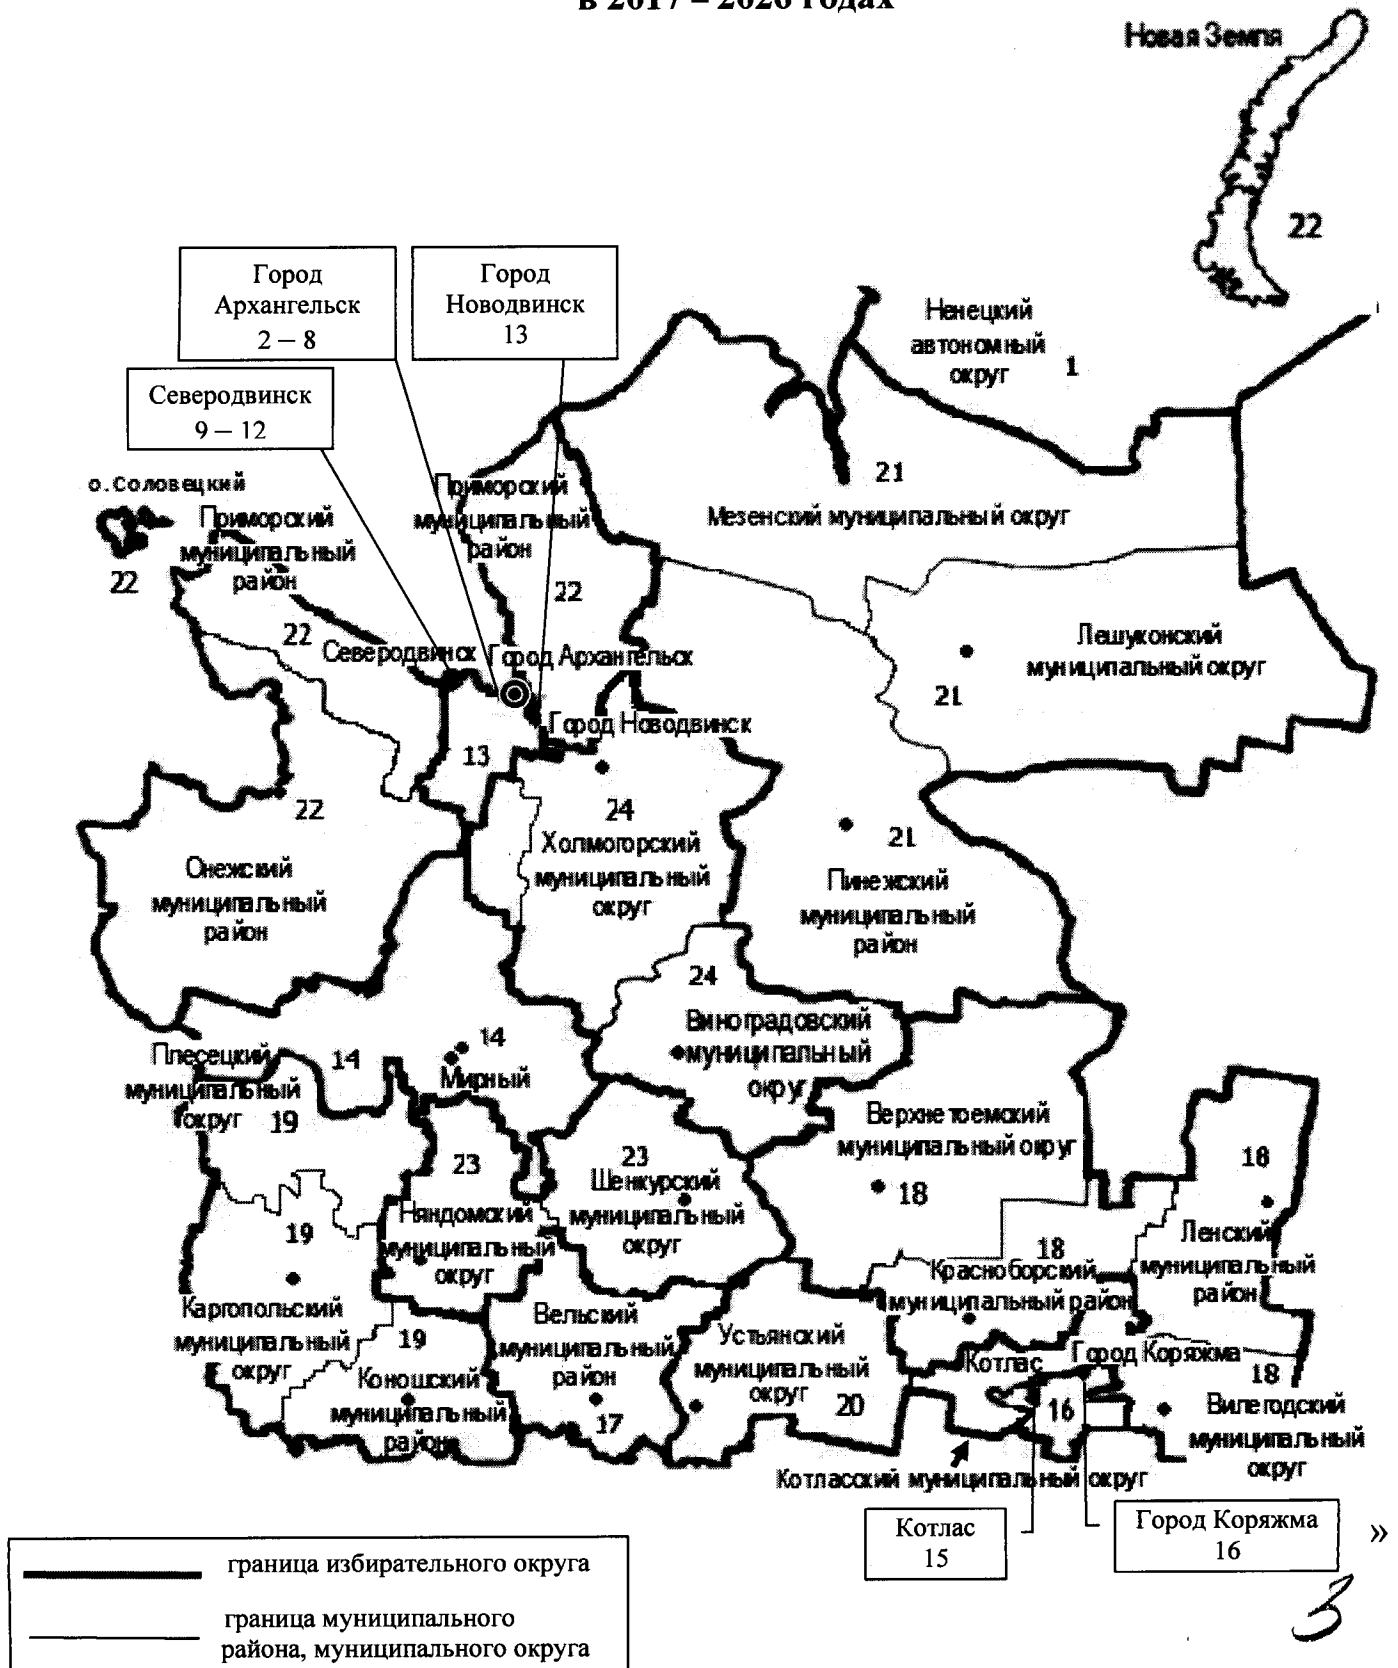 в 2017 – 2026 годах
Новая Земля
22
Город
Архангельск
2 – 8
Город
Новодвинск
13
Ненецкий
автономный
округ
1
Северодвинск
9 – 12
о.Соловецкий
22
Приморский
муниципальный
район
22
Приморский
муниципальный
район
22
21
Мезенский муниципальный округ
Лешуконский
муниципальный округ
21
Северодвинск
Город Архангельск
Город Новодвинск
13
22
Онежский
муниципальный
район
24
Холмогорский
муниципальный
округ
21
Пинежский
муниципальный
район
24
Виноградовский
муниципальный
округ
14
Мирный
14
Плесецкий
муниципальный
округ
19
23
Няндомский
муниципальный
округ
23
Шенкурский
муниципальный
округ
Верхнетоемский
муниципальный округ
18
18
Ленский
муниципальный
район
18
Красноборский
муниципальный район
19
Каргопольский
муниципальный
округ
19
Коношский
муниципальный
район
Вельский
муниципальный
район
17
Устьянский
муниципальный
округ
20
Котлас
Город Коряжма
16
18
Вилегодский
муниципальный
округ
Котласский муниципальный округ
Котлас
15
Город Коряжма
16
»
граница избирательного округа
граница муниципального
района, муниципального округа
3